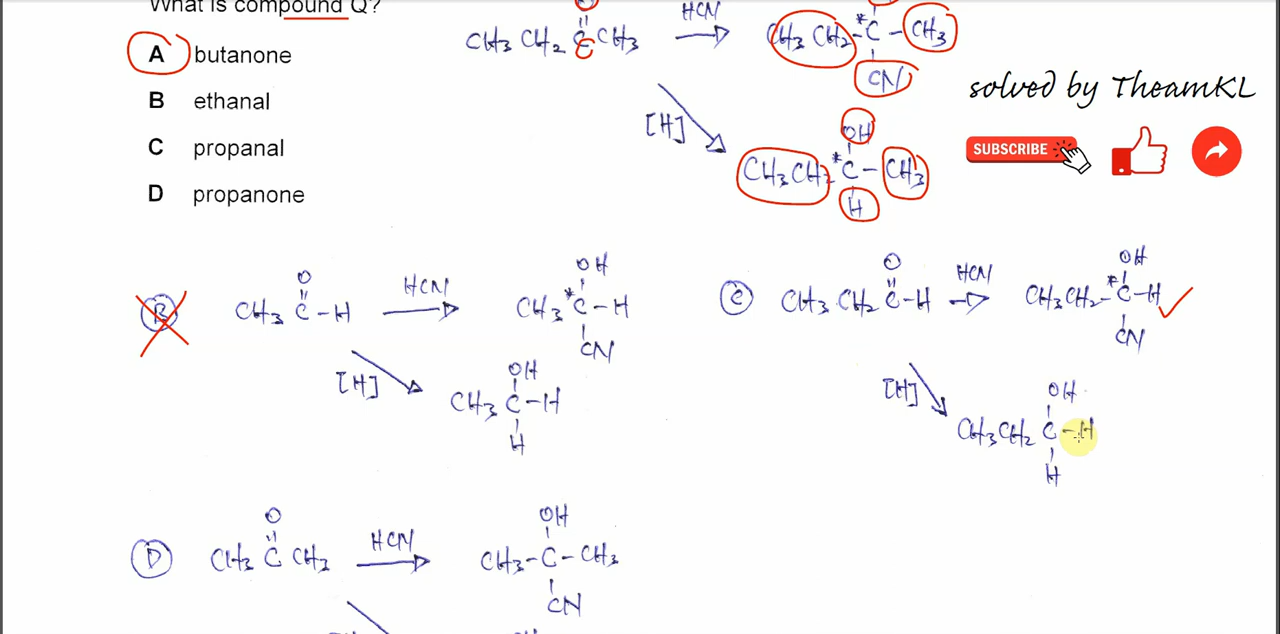 What is compound Q?
A butanone
B ethanal
C propanal
D propanone
CH3 CH2 C CH3
HCN
CH3 CH2 - *C - CH3
CN
[H]
OH
CH3CH2 *C - CH3
H
solved by TheamKL
SUBSCRIBE
B
O
CH3 C - H
HCN
OH
CH3 *C - H
CN
[H]
OH
CH3 C - H
H
C
O
CH3 CH2 C - H
HCN
OH
CH3CH2 - *C - H
CN
[H]
OH
CH3CH2 C - H
H
D
O
CH3 C CH3
HCN
OH
CH3 - C - CH3
CN